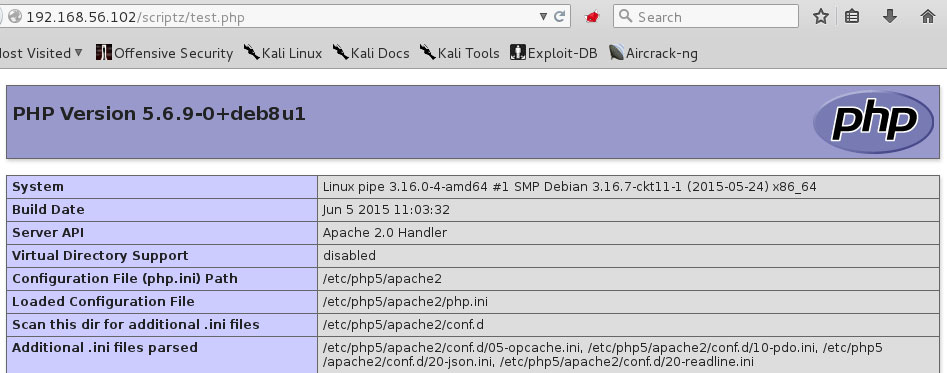 192.168.56.102/scriptz/test.php
Search
ost Visited
Offensive Security
Kali Linux
Kali Docs
Kali Tools
Exploit-DB
Aircrack-ng
PHP Version 5.6.9-0+deb8u1
php
System Linux pipe 3.16.0-4-amd64 #1 SMP Debian 3.16.7-ckt11-1 (2015-05-24) x86_64
Build Date Jun 5 2015 11:03:32
Server API Apache 2.0 Handler
Virtual Directory Support disabled
Configuration File (php.ini) Path /etc/php5/apache2
Loaded Configuration File /etc/php5/apache2/php.ini
Scan this dir for additional .ini files /etc/php5/apache2/conf.d
Additional .ini files parsed /etc/php5/apache2/conf.d/05-opcache.ini, /etc/php5/apache2/conf.d/10-pdo.ini, /etc/php5
/apache2/conf.d/20-json.ini, /etc/php5/apache2/conf.d/20-readline.ini